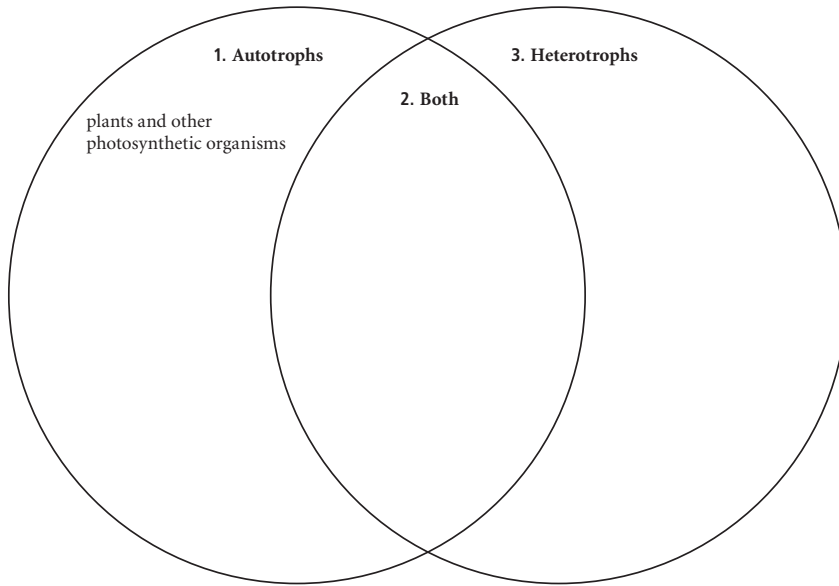 1. Autotrophs
3. Heterotrophs
2. Both
plants and other
photosynthetic organisms